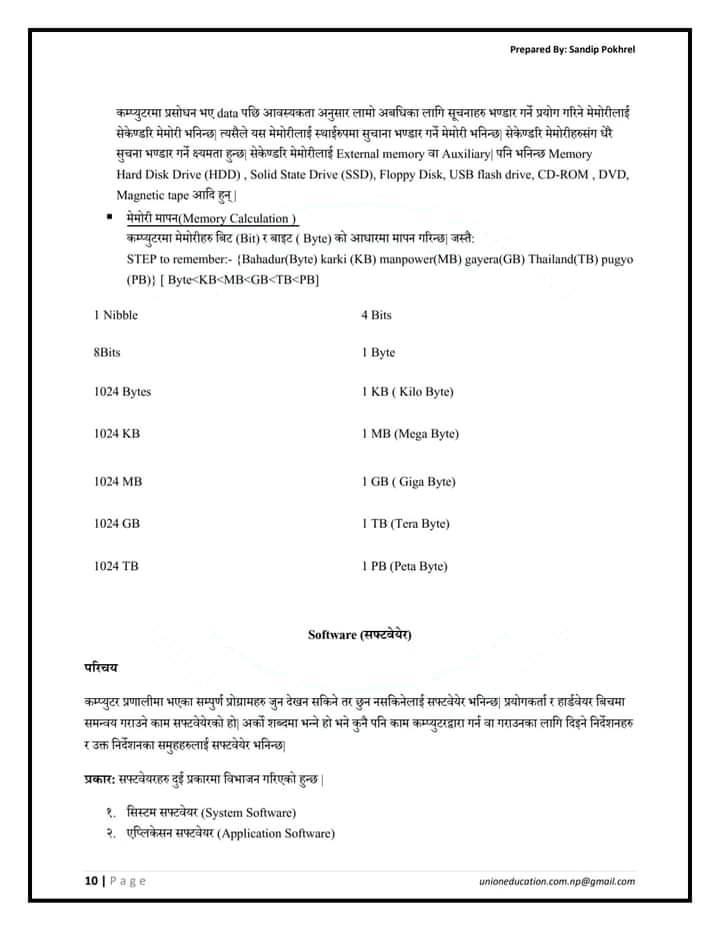 Prepared By: Sandip Pokhrel
कम्प्युटरमा प्रसोधन भए data पछि आवस्यकता अनुसार लामो अबधिका लागि सूचनाहरु भण्डार गर्ने प्रयोग गरिने मेमोरीलाई
सेकेण्डरि मेमोरी भनिन्छ| त्यसैले यस मेमोरीलाई स्थाईरुपमा सुचाना भण्डार गर्ने मेमोरी भनिन्छ| सेकेण्डरि मेमोरीहरुसंग धेरै
सुचना भण्डार गर्ने क्ष्यमता हुन्छ| सेकेण्डरि मेमोरीलाई External memory वा Auxiliary| पनि भनिन्छ Memory
Hard Disk Drive (HDD) , Solid State Drive (SSD), Floppy Disk, USB flash drive, CD-ROM , DVD,
Magnetic tape आदि हुन् |
▪ मेमोरी मापन(Memory Calculation )
कम्प्युटरमा मेमोरीहरु बिट (Bit) र बाइट ( Byte) को आधारमा मापन गरिन्छ| जस्तै:
STEP to remember:- {Bahadur(Byte) karki (KB) manpower(MB) gayera(GB) Thailand(TB) pugyo
(PB)} [ Byte<KB<MB<GB<TB<PB]
1 Nibble 4 Bits
8Bits 1 Byte
1024 Bytes 1 KB ( Kilo Byte)
1024 KB 1 MB (Mega Byte)
1024 MB 1 GB ( Giga Byte)
1024 GB 1 TB (Tera Byte)
1024 TB 1 PB (Peta Byte)
Software (सफ्टवेयेर)
परिचय
कम्प्युटर प्रणालीमा भएका सम्पुर्ण प्रोग्रामहरु जुन देखन सकिने तर छुन नसकिनेलाई सफ्टवेयेर भनिन्छ| प्रयोगकर्ता र हार्डवेयर बिचमा
समन्वय गराउने काम सफ्टवेयेरको हो| अर्को शब्दमा भन्ने हो भने कुनै पनि काम कम्प्युटरद्वारा गर्न वा गराउनका लागि दिइने निर्देशनहरु
र उक्त निर्देशनका समुहहरुलाई सफ्टवेयेर भनिन्छ|
प्रकार: सफ्टवेयरहरु दुई प्रकारमा विभाजन गरिएको हुन्छ |
१. सिस्टम सफ्टवेयर (System Software)
२. एप्लिकेसन सफ्टवेयर (Application Software)
10 | Page unioneducation.com.np@gmail.com